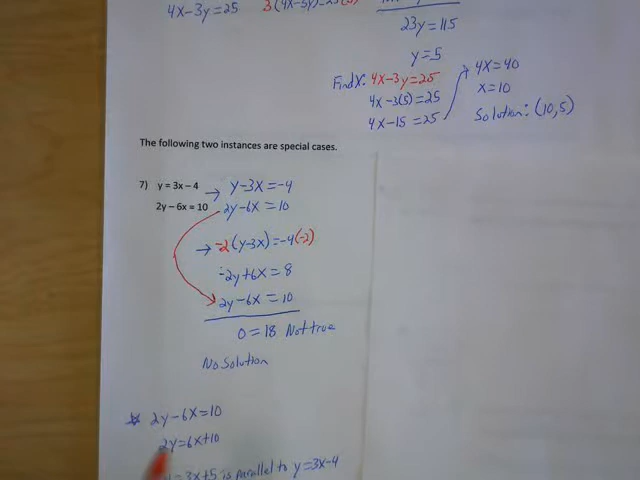 4x-3y=25
23y=115
y=5
Find x: 4x-3y=25
4x-3(5)=25
4x-15=25
4x=40
x=10
Solution: (10,5)
The following two instances are special cases.
7) y = 3x – 4 → y-3x=-4
2y – 6x = 10 2y-6x=10
→ -2(y-3x)=-4(-2)
-2y+6x=8
2y-6x=10
0=18 Not true
No Solution
* 2y-6x=10
2y=6x+10
=3x+5 is parallel to y=3x-4